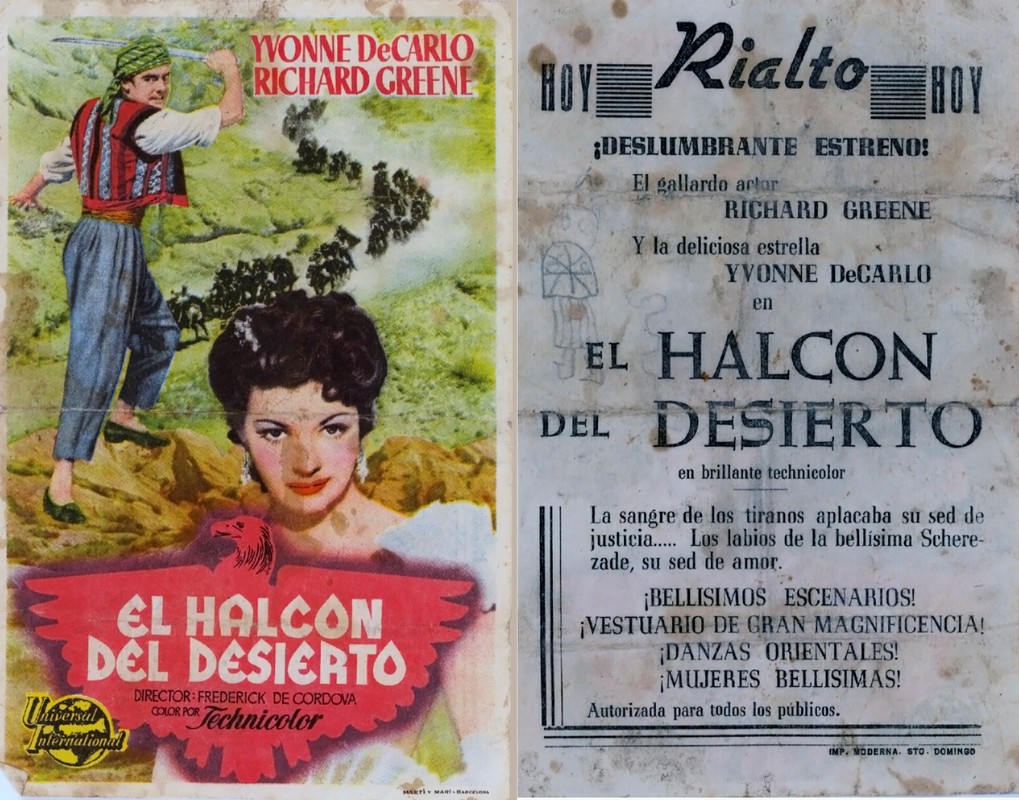 YVONNE DeCARLO
RICHARD GREENE
EL HALCON
DEL DESIERTO
DIRECTOR: FREDERICK DE CORDOVA
COLOR POR Technicolor
Universal
International
MARTÍ Y MARÍ - BARCELONA
HOY Rialto HOY
¡DESLUMBRANTE ESTRENO!
El gallardo actor
RICHARD GREENE
Y la deliciosa estrella
YVONNE DeCARLO
en
EL HALCON
DEL DESIERTO
en brillante technicolor
La sangre de los tiranos aplacaba su sed de
justicia..... Los labios de la bellísima Schere-
zade, su sed de amor.
¡BELLISIMOS ESCENARIOS!
¡VESTUARIO DE GRAN MAGNIFICENCIA!
¡DANZAS ORIENTALES!
¡MUJERES BELLISIMAS!
Autorizada para todos los públicos.
IMP. MODERNA. STO. DOMINGO